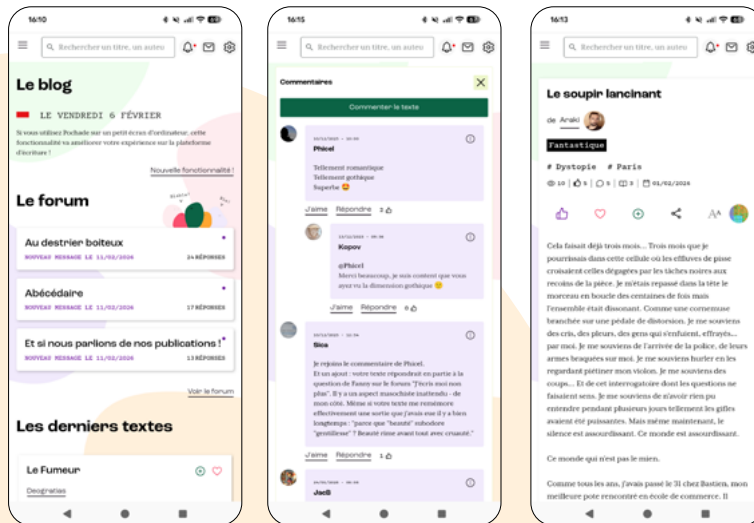 16:10
Rechercher un titre, un auteu
Le blog
LE VENDREDI 6 FÉVRIER
Si vous utilisez Pochade sur un petit écran d'ordinateur, cette
fonctionnalité va améliorer votre expérience sur la plateforme
d'écriture !
Nouvelle fonctionnalité !
Le forum
Au destrier boiteux
NOUVEAU MESSAGE LE 11/02/2026
24 RÉPONSES
Abécédaire
NOUVEAU MESSAGE LE 11/02/2026
17 RÉPONSES
Et si nous parlions de nos publications !
NOUVEAU MESSAGE LE 11/02/2026
13 RÉPONSES
Voir le forum
Les derniers textes
Le Fumeur
Deogratias
16:15
Rechercher un titre, un auteu
Commentaires
Commenter le texte
Phicel
Tellement romantique
Tellement gothique
Superbe 🤩
J'aime Répondre 2
Kopov
@Phicel
Merci beaucoup, je suis content que vous
ayez vu la dimension gothique 🙂
J'aime Répondre 0
Sica
Je rejoins le commentaire de Phicel.
Et un ajout : votre texte répondrait en partie à la
question de Fanny sur le forum "J'écris moi non
plus". Il y a un aspect masochiste inattendu - de
mon côté. Même si votre texte me remémore
effectivement une sortie que j'avais eue il y a bien
longtemps : "parce que "beauté" subodore
"gentillesse" ? Beauté rime avant tout avec cruauté."
J'aime Répondre 1
JacB
16:13
Rechercher un titre, un auteu
Le soupir lancinant
de Araki
Fantastique
# Dystopie # Paris
10 5 5 3 01/02/2026
AA
Cela faisait déjà trois mois... Trois mois que je
pourrissais dans cette cellule où les effluves de pisse
croisaient celles dégagées par les tâches noires aux
recoins de la pièce. Je m'étais repassé dans la tête le
morceau en boucle des centaines de fois mais
l'ensemble était dissonant. Comme une cornemuse
branchée sur une pédale de distorsion. Je me souviens
des cris, des pleurs, des gens qui s'enfuient, effrayés...
par moi. Je me souviens de l'arrivée de la police, de leurs
armes braquées sur moi. Je me souviens hurler en les
regardant piétiner mon violon. Je me souviens des
coups... Et de cet interrogatoire dont les questions ne
faisaient sens. Je me souviens de n'avoir rien pu
entendre pendant plusieurs jours tellement les gifles
avaient été puissantes. Mais même maintenant, le
silence est assourdissant. Ce monde est assourdissant.
Ce monde qui n'est pas le mien.
Comme tous les ans, j'avais passé le 31 chez Bastien, mon
meilleur pote rencontré en école de commerce. Il